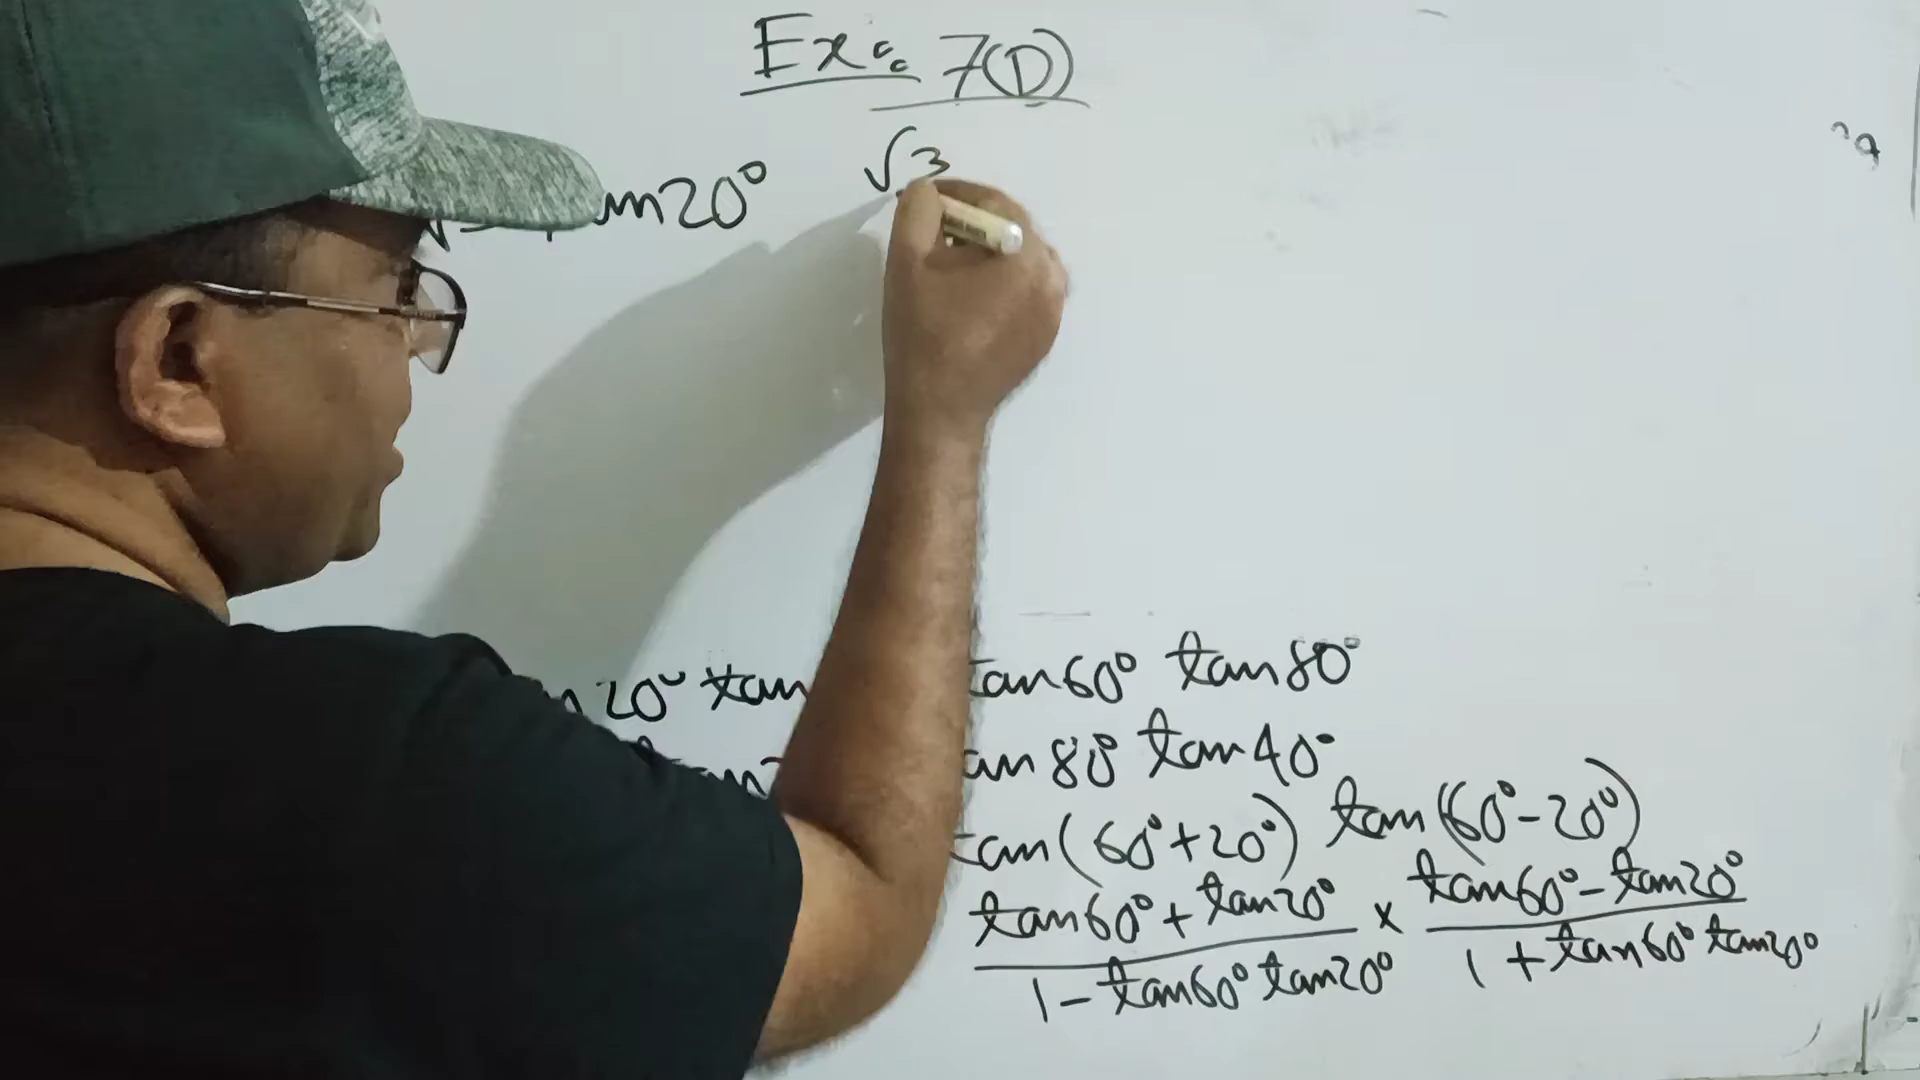 Ex: 7(D)
√3
tan20°
20° tan tan60° tan80°
tan80° tan40°
tan(60°+20°) tan(60°-20°)
tan60°+tan20° × tan60°-tan20°
1-tan60° tan20° 1+tan60° tan20°